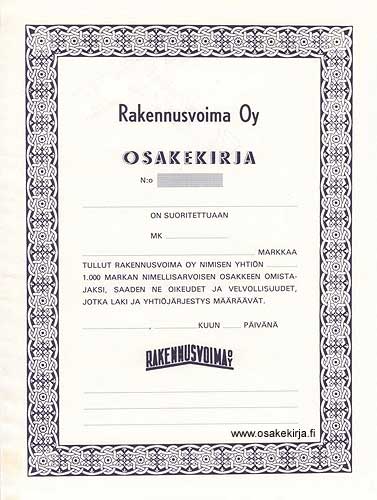 Rakennusvoima Oy
OSAKEKIRJA
N:o
ON SUORITETTUAAN
MK
MARKKAA
TULLUT RAKENNUSVOIMA OY NIMISEN YHTIÖN
1.000 MARKAN NIMELLISARVOISEN OSAKKEEN OMISTA-
JAKSI, SAADEN NE OIKEUDET JA VELVOLLISUUDET,
JOTKA LAKI JA YHTIÖJÄRJESTYS MÄÄRÄÄVÄT.
KUUN PÄIVÄNÄ
RAKENNUSVOIMA OY
www.osakekirja.fi